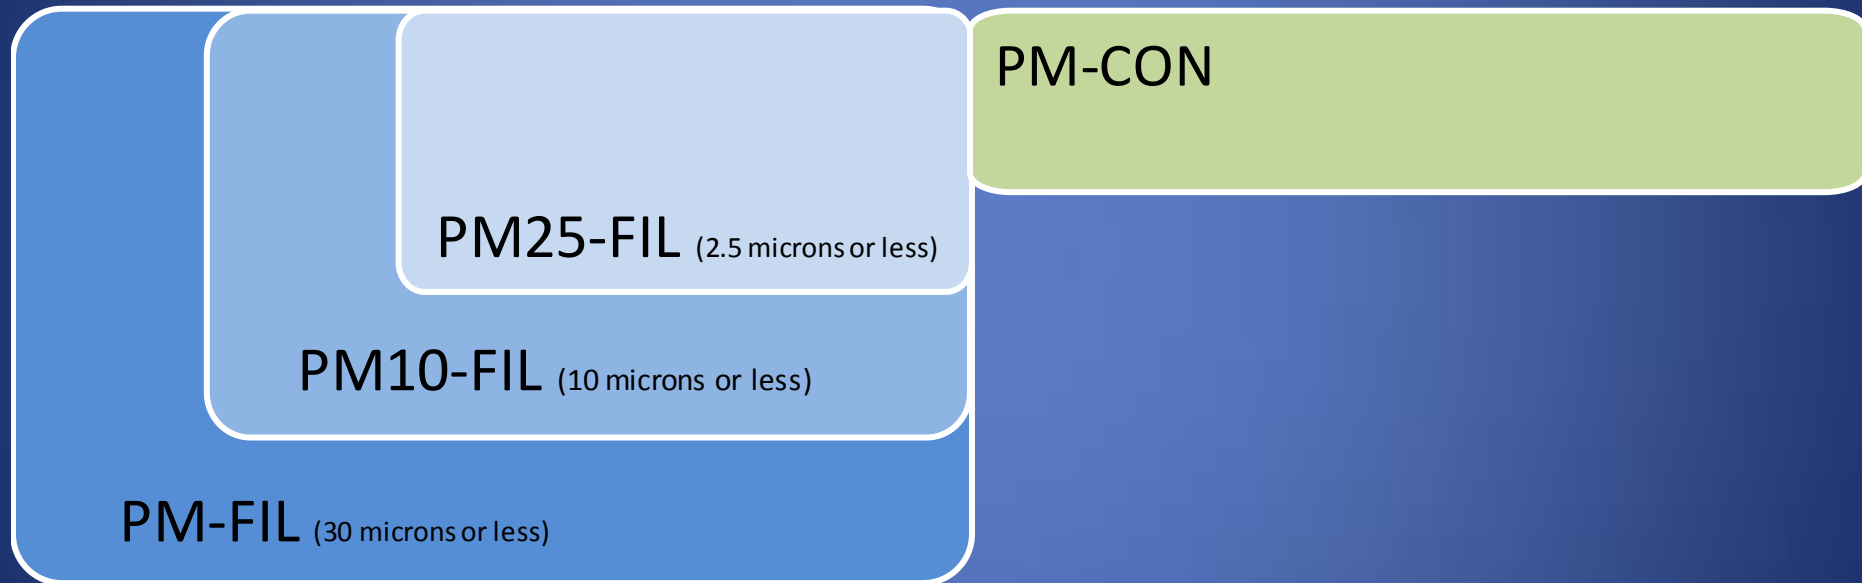 PM-CON
PM25-FIL (2.5 microns or less)
PM10-FIL (10 microns or less)
PM-FIL (30 microns or less)